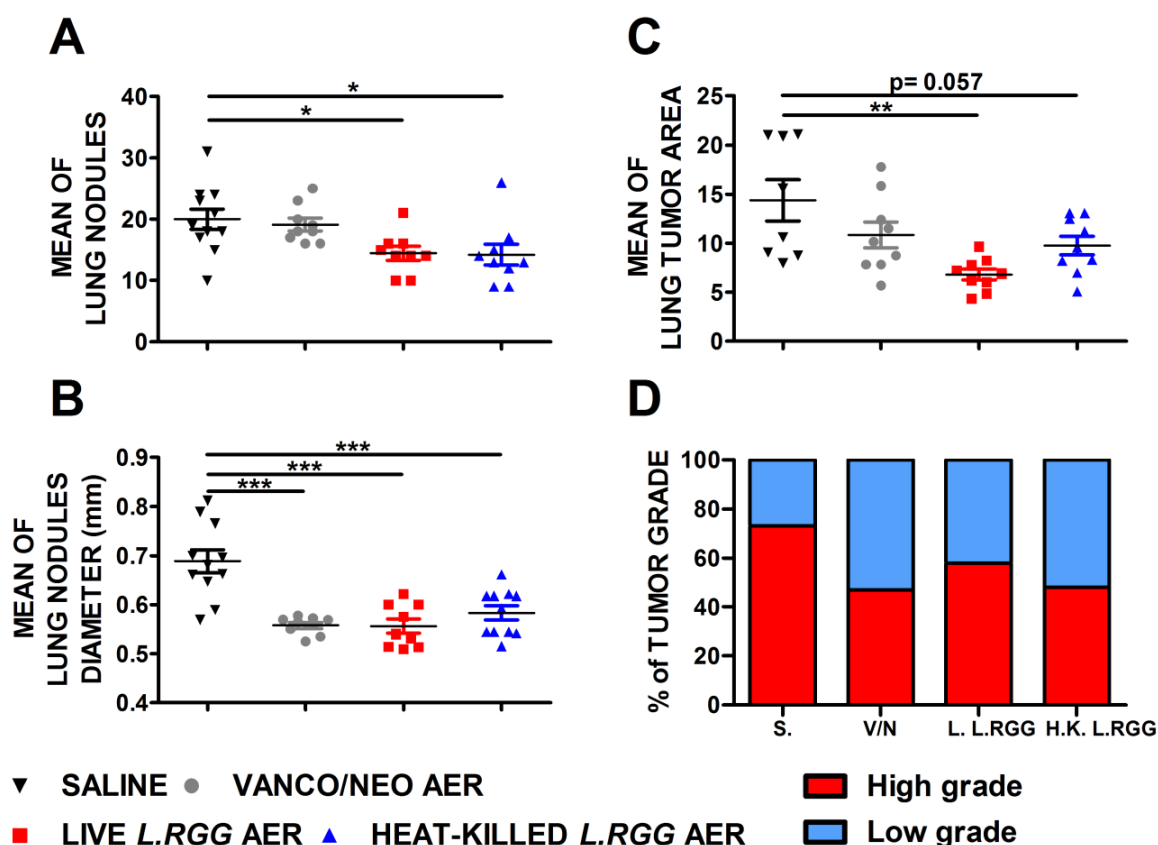 A
MEAN OF
LUNG NODULES
40
30
20
10
0
*
*
C
MEAN OF
LUNG TUMOR AREA
25
20
15
10
5
0
p= 0.057
**
B
MEAN OF
LUNG NODULES
DIAMETER (mm)
0.9
0.8
0.7
0.6
0.5
0.4
***
***
***
D
% of TUMOR GRADE
100
80
60
40
20
0
S. V/N L. L.RGG H.K. L.RGG
SALINE VANCO/NEO AER
LIVE L.RGG AER HEAT-KILLED L.RGG AER
High grade
Low grade